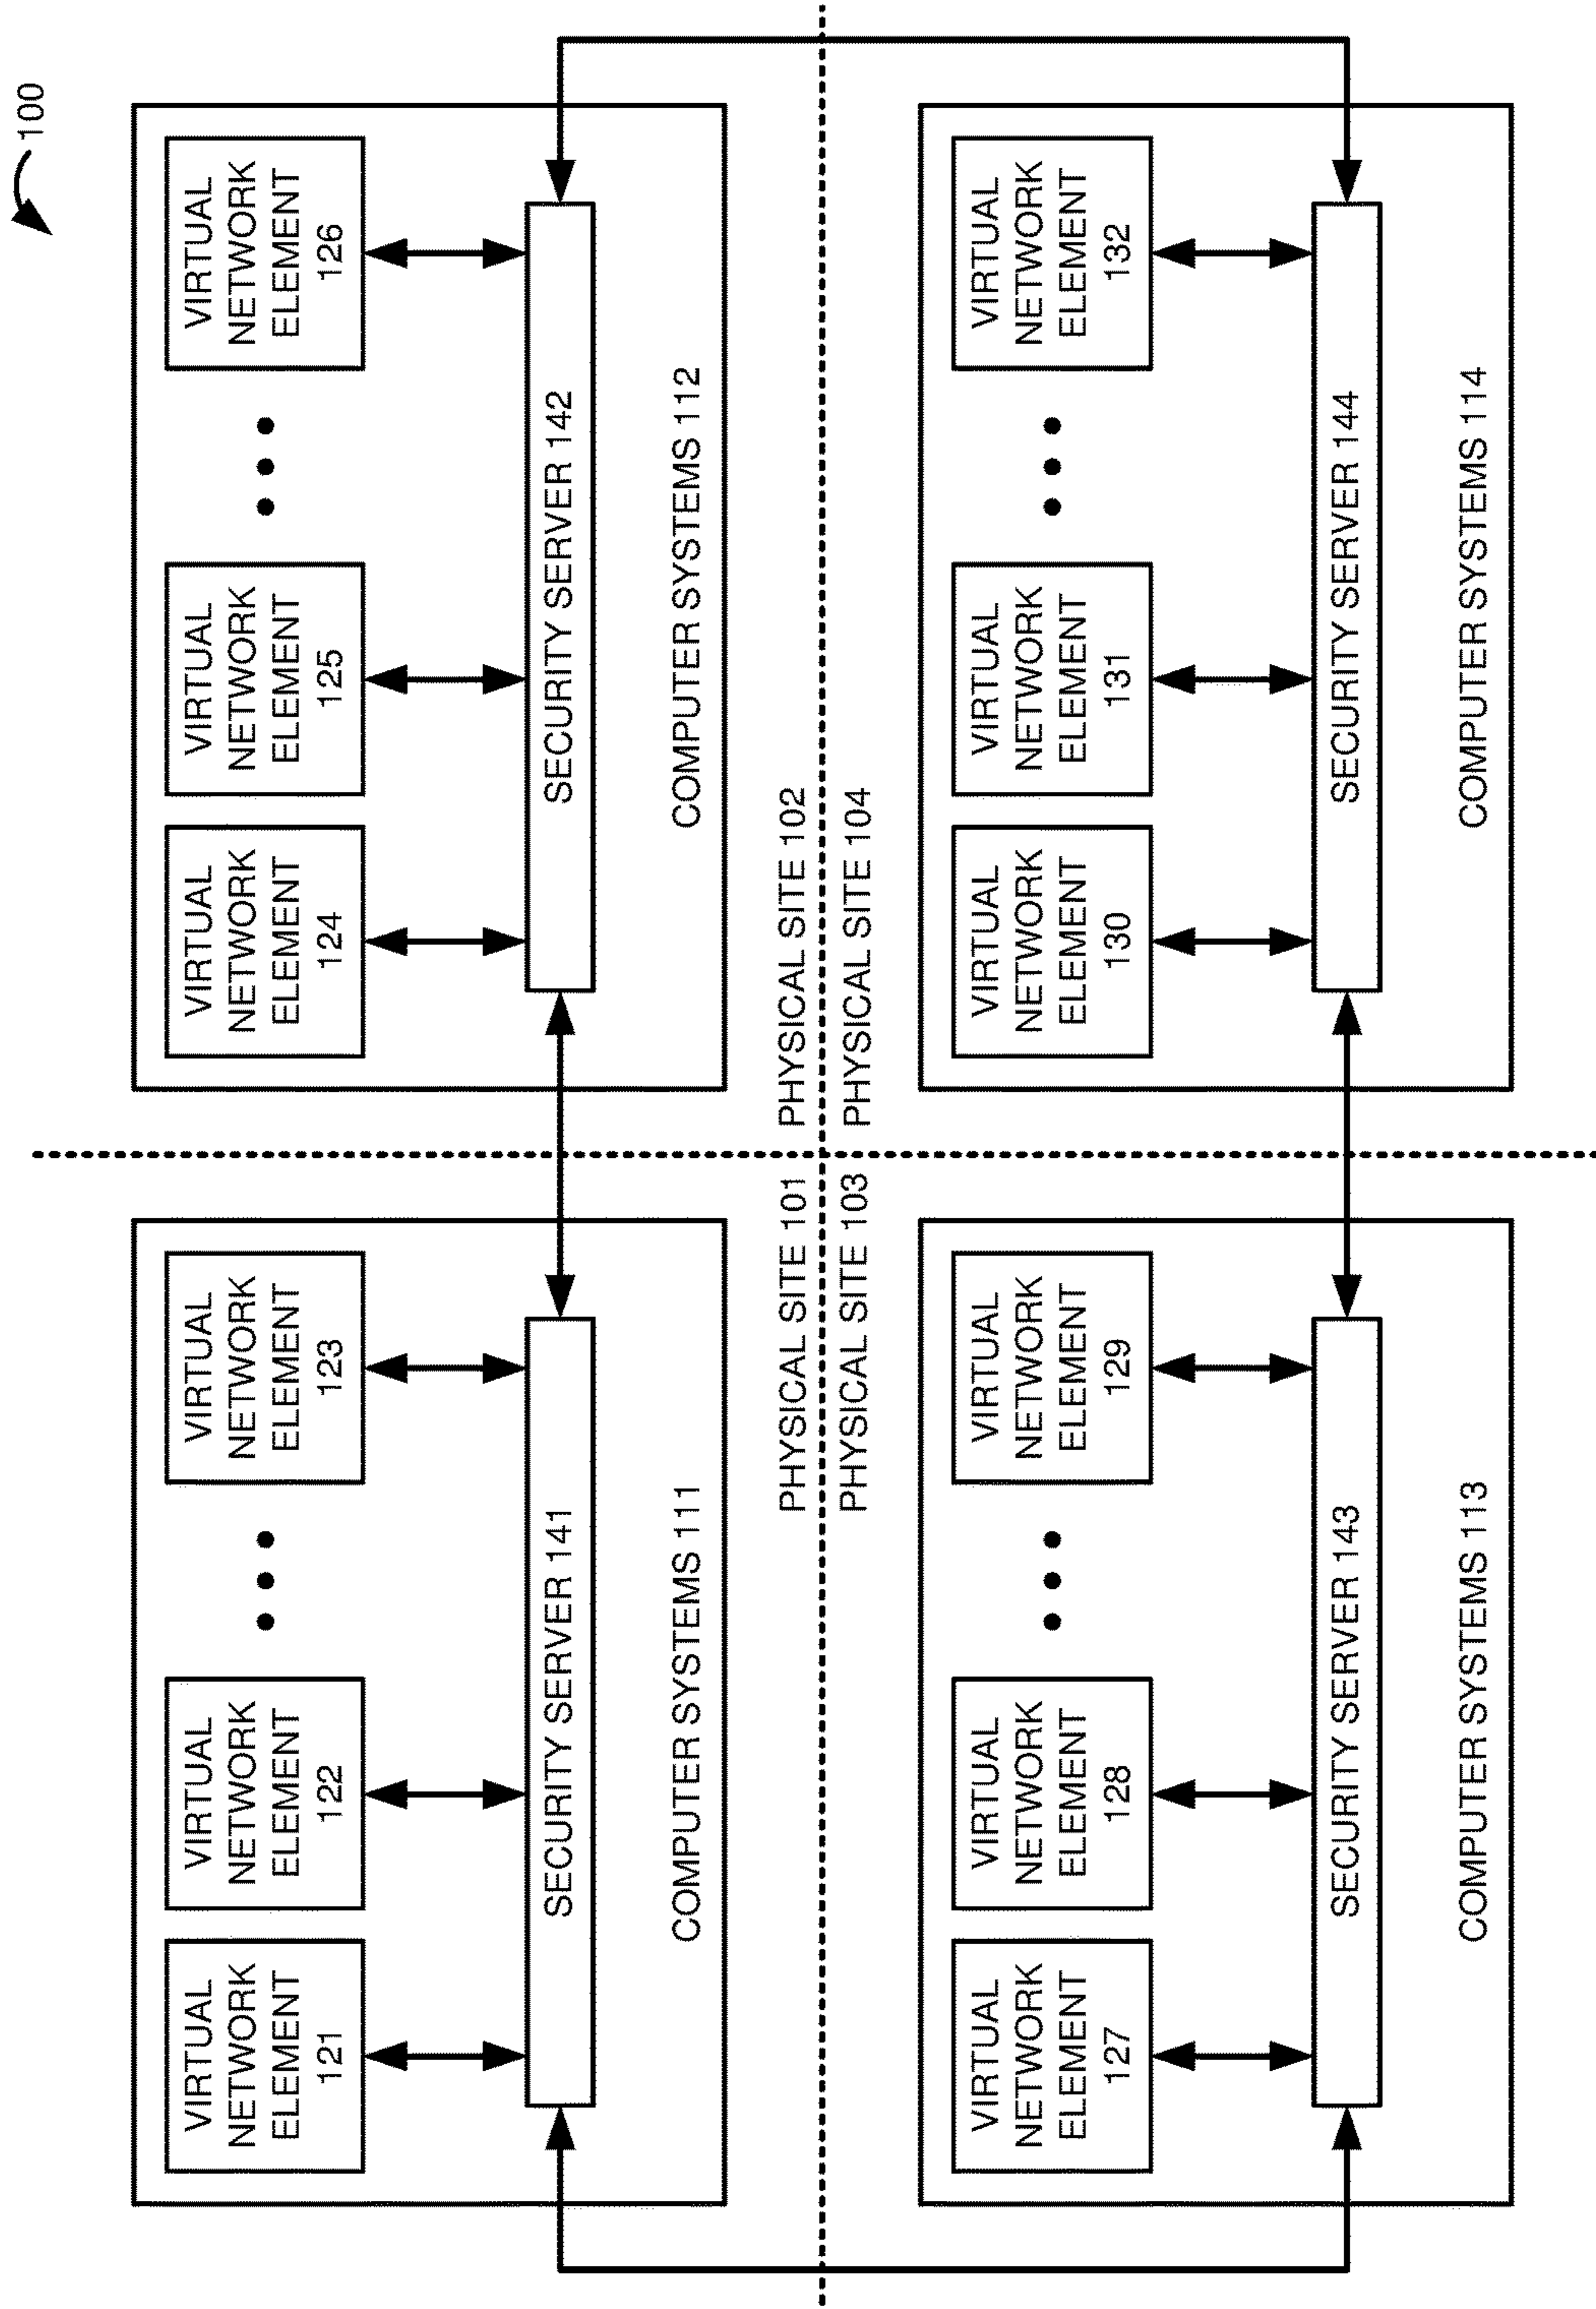 100
VIRTUAL
NETWORK
ELEMENT
121
VIRTUAL
NETWORK
ELEMENT
122
VIRTUAL
NETWORK
ELEMENT
123
SECURITY SERVER 141
COMPUTER SYSTEMS 111
PHYSICAL SITE 101
VIRTUAL
NETWORK
ELEMENT
124
VIRTUAL
NETWORK
ELEMENT
125
VIRTUAL
NETWORK
ELEMENT
126
SECURITY SERVER 142
COMPUTER SYSTEMS 112
PHYSICAL SITE 102
PHYSICAL SITE 103
VIRTUAL
NETWORK
ELEMENT
127
VIRTUAL
NETWORK
ELEMENT
128
VIRTUAL
NETWORK
ELEMENT
129
SECURITY SERVER 143
COMPUTER SYSTEMS 113
PHYSICAL SITE 104
VIRTUAL
NETWORK
ELEMENT
130
VIRTUAL
NETWORK
ELEMENT
131
VIRTUAL
NETWORK
ELEMENT
132
SECURITY SERVER 144
COMPUTER SYSTEMS 114